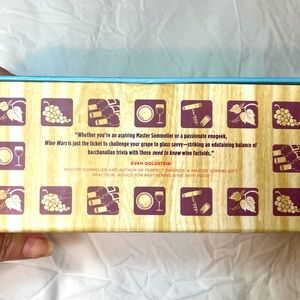 "Whether you're an aspiring Master Sommelier or a passionate enogeek,
Wine Wars is just the ticket to challenge your grape to glass savvy—striking an edutaining balance of
bacchanalian trivia with those need to know wine factoids."
EVAN GOLDSTEIN
MASTER SOMMELIER AND AUTHOR OF PERFECT PAIRINGS: A MASTER SOMMELIER'S
PRACTICAL ADVICE FOR PARTNERING WINE WITH FOOD